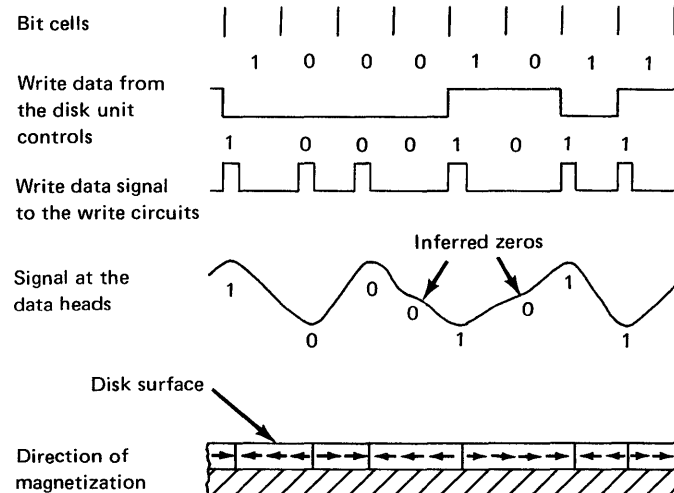 Bit cells
1 0 0 0 1 0 1 1
Write data from
the disk unit
controls
1 0 0 0 1 0 1 1
Write data signal
to the write circuits
Inferred zeros
Signal at the
data heads
1 0 0 0 1 0 1 1
Disk surface
Direction of
magnetization